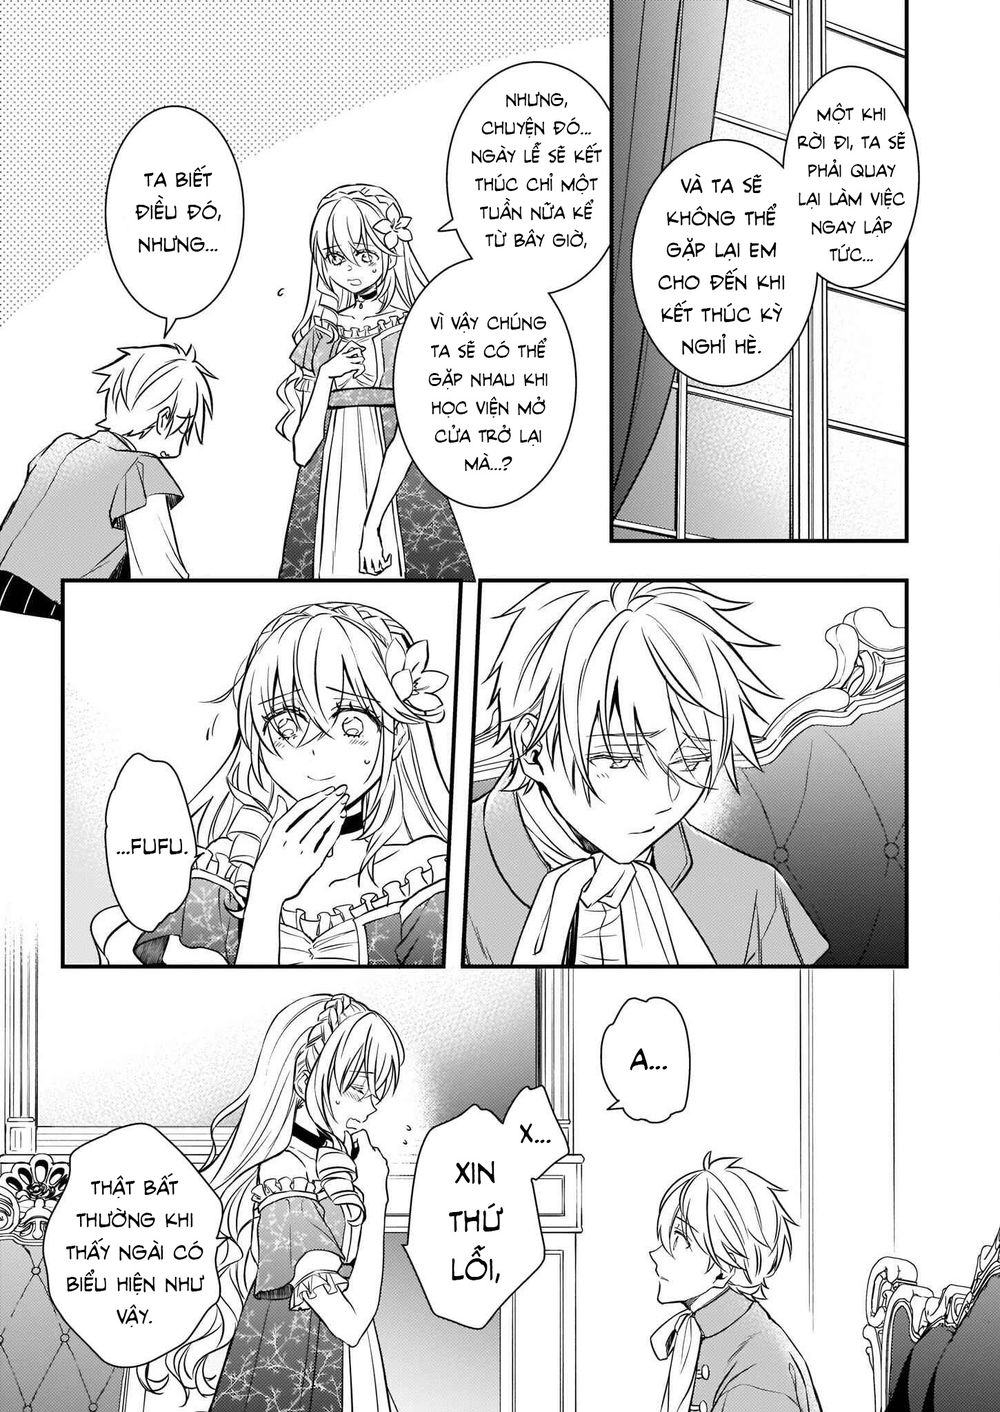 MỘT KHI
RỜI ĐI, TA SẼ
PHẢI QUAY
LẠI LÀM VIỆC
NGAY LẬP
TỨC...
VÀ TA SẼ
KHÔNG THỂ
GẶP LẠI EM
CHO ĐẾN KHI
KẾT THÚC KỲ
NGHỈ HÈ.
NHƯNG,
CHUYỆN ĐÓ...
NGÀY LỄ SẼ KẾT
THÚC CHỈ MỘT
TUẦN NỮA KỂ
TỪ BÂY GIỜ,
VÌ VẬY CHÚNG
TA SẼ CÓ THỂ
GẶP NHAU KHI
HỌC VIỆN MỞ
CỬA TRỞ LẠI
MÀ...?
TA BIẾT
ĐIỀU ĐÓ,
NHƯNG...
...FUFU.
A...
X...
XIN
THỨ
LỖI,
THẬT BẤT
THƯỜNG KHI
THẤY NGÀI CÓ
BIỂU HIỆN NHƯ
VẬY.